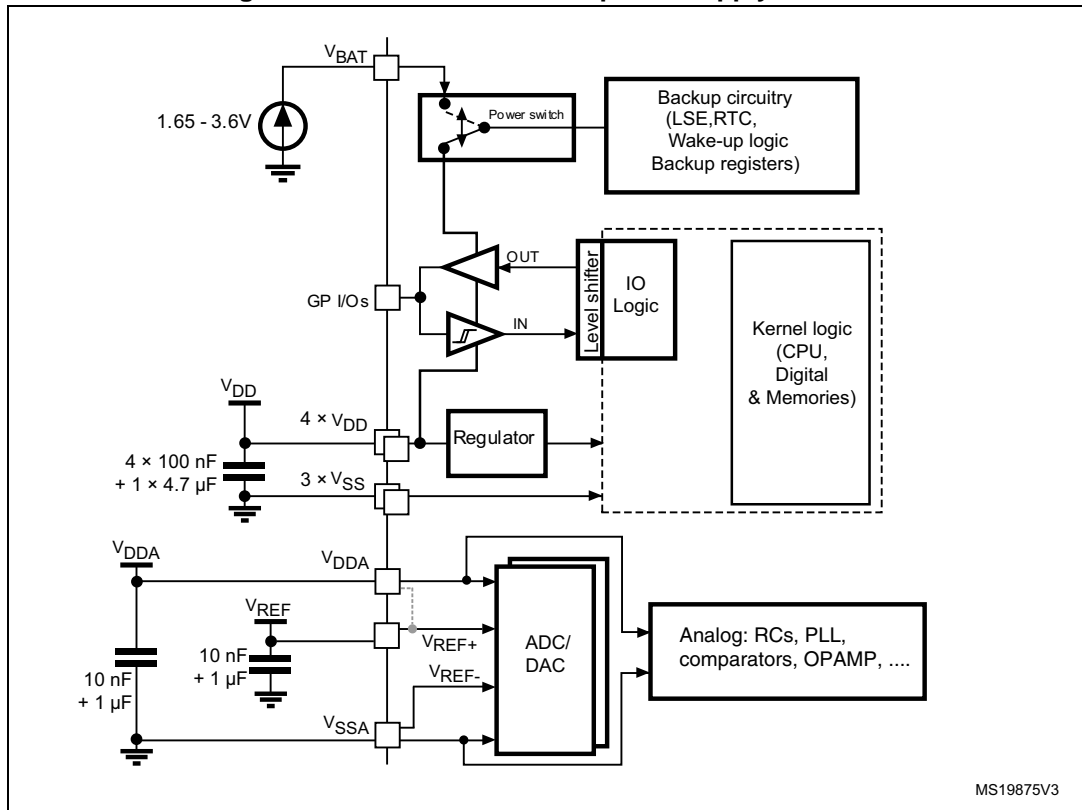 VBAT
1.65 - 3.6V
Power switch
Backup circuitry
(LSE,RTC,
Wake-up logic
Backup registers)
OUT
GP I/Os
IN
Level shifter
IO
Logic
Kernel logic
(CPU,
Digital
& Memories)
VDD
4 × VDD
Regulator
4 × 100 nF
+ 1 × 4.7 µF
3 × VSS
VDDA
VDDA
VREF
VREF+
ADC/
DAC
Analog: RCs, PLL,
comparators, OPAMP, ....
10 nF
+ 1 µF
10 nF
+ 1 µF
VREF-
VSSA
MS19875V3